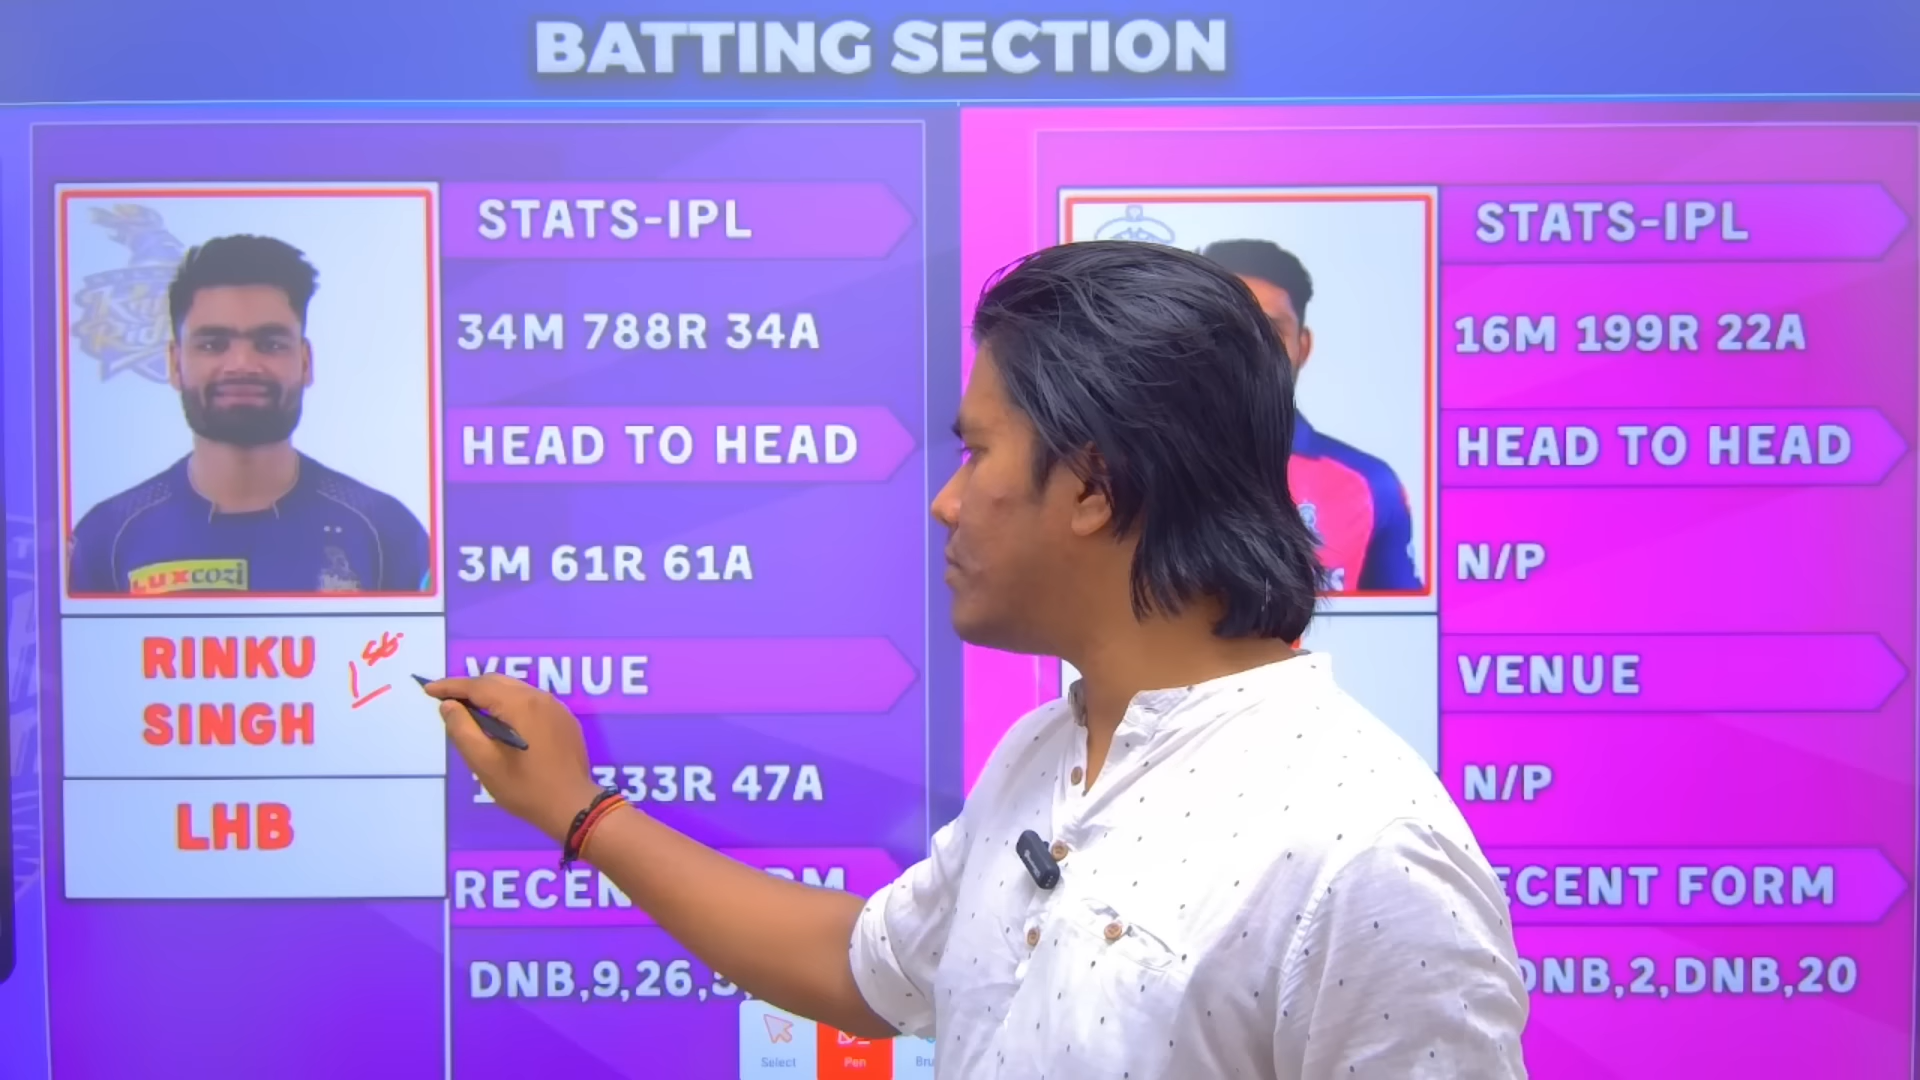 BATTING SECTION
STATS-IPL
34M 788R 34A
HEAD TO HEAD
3M 61R 61A
VENUE
333R 47A
DNB,9,26,
LUXCOZI
RINKU
SINGH
LHB
STATS-IPL
16M 199R 22A
HEAD TO HEAD
N/P
VENUE
N/P
RECENT FORM
DNB,2,DNB,20
Select
Pen